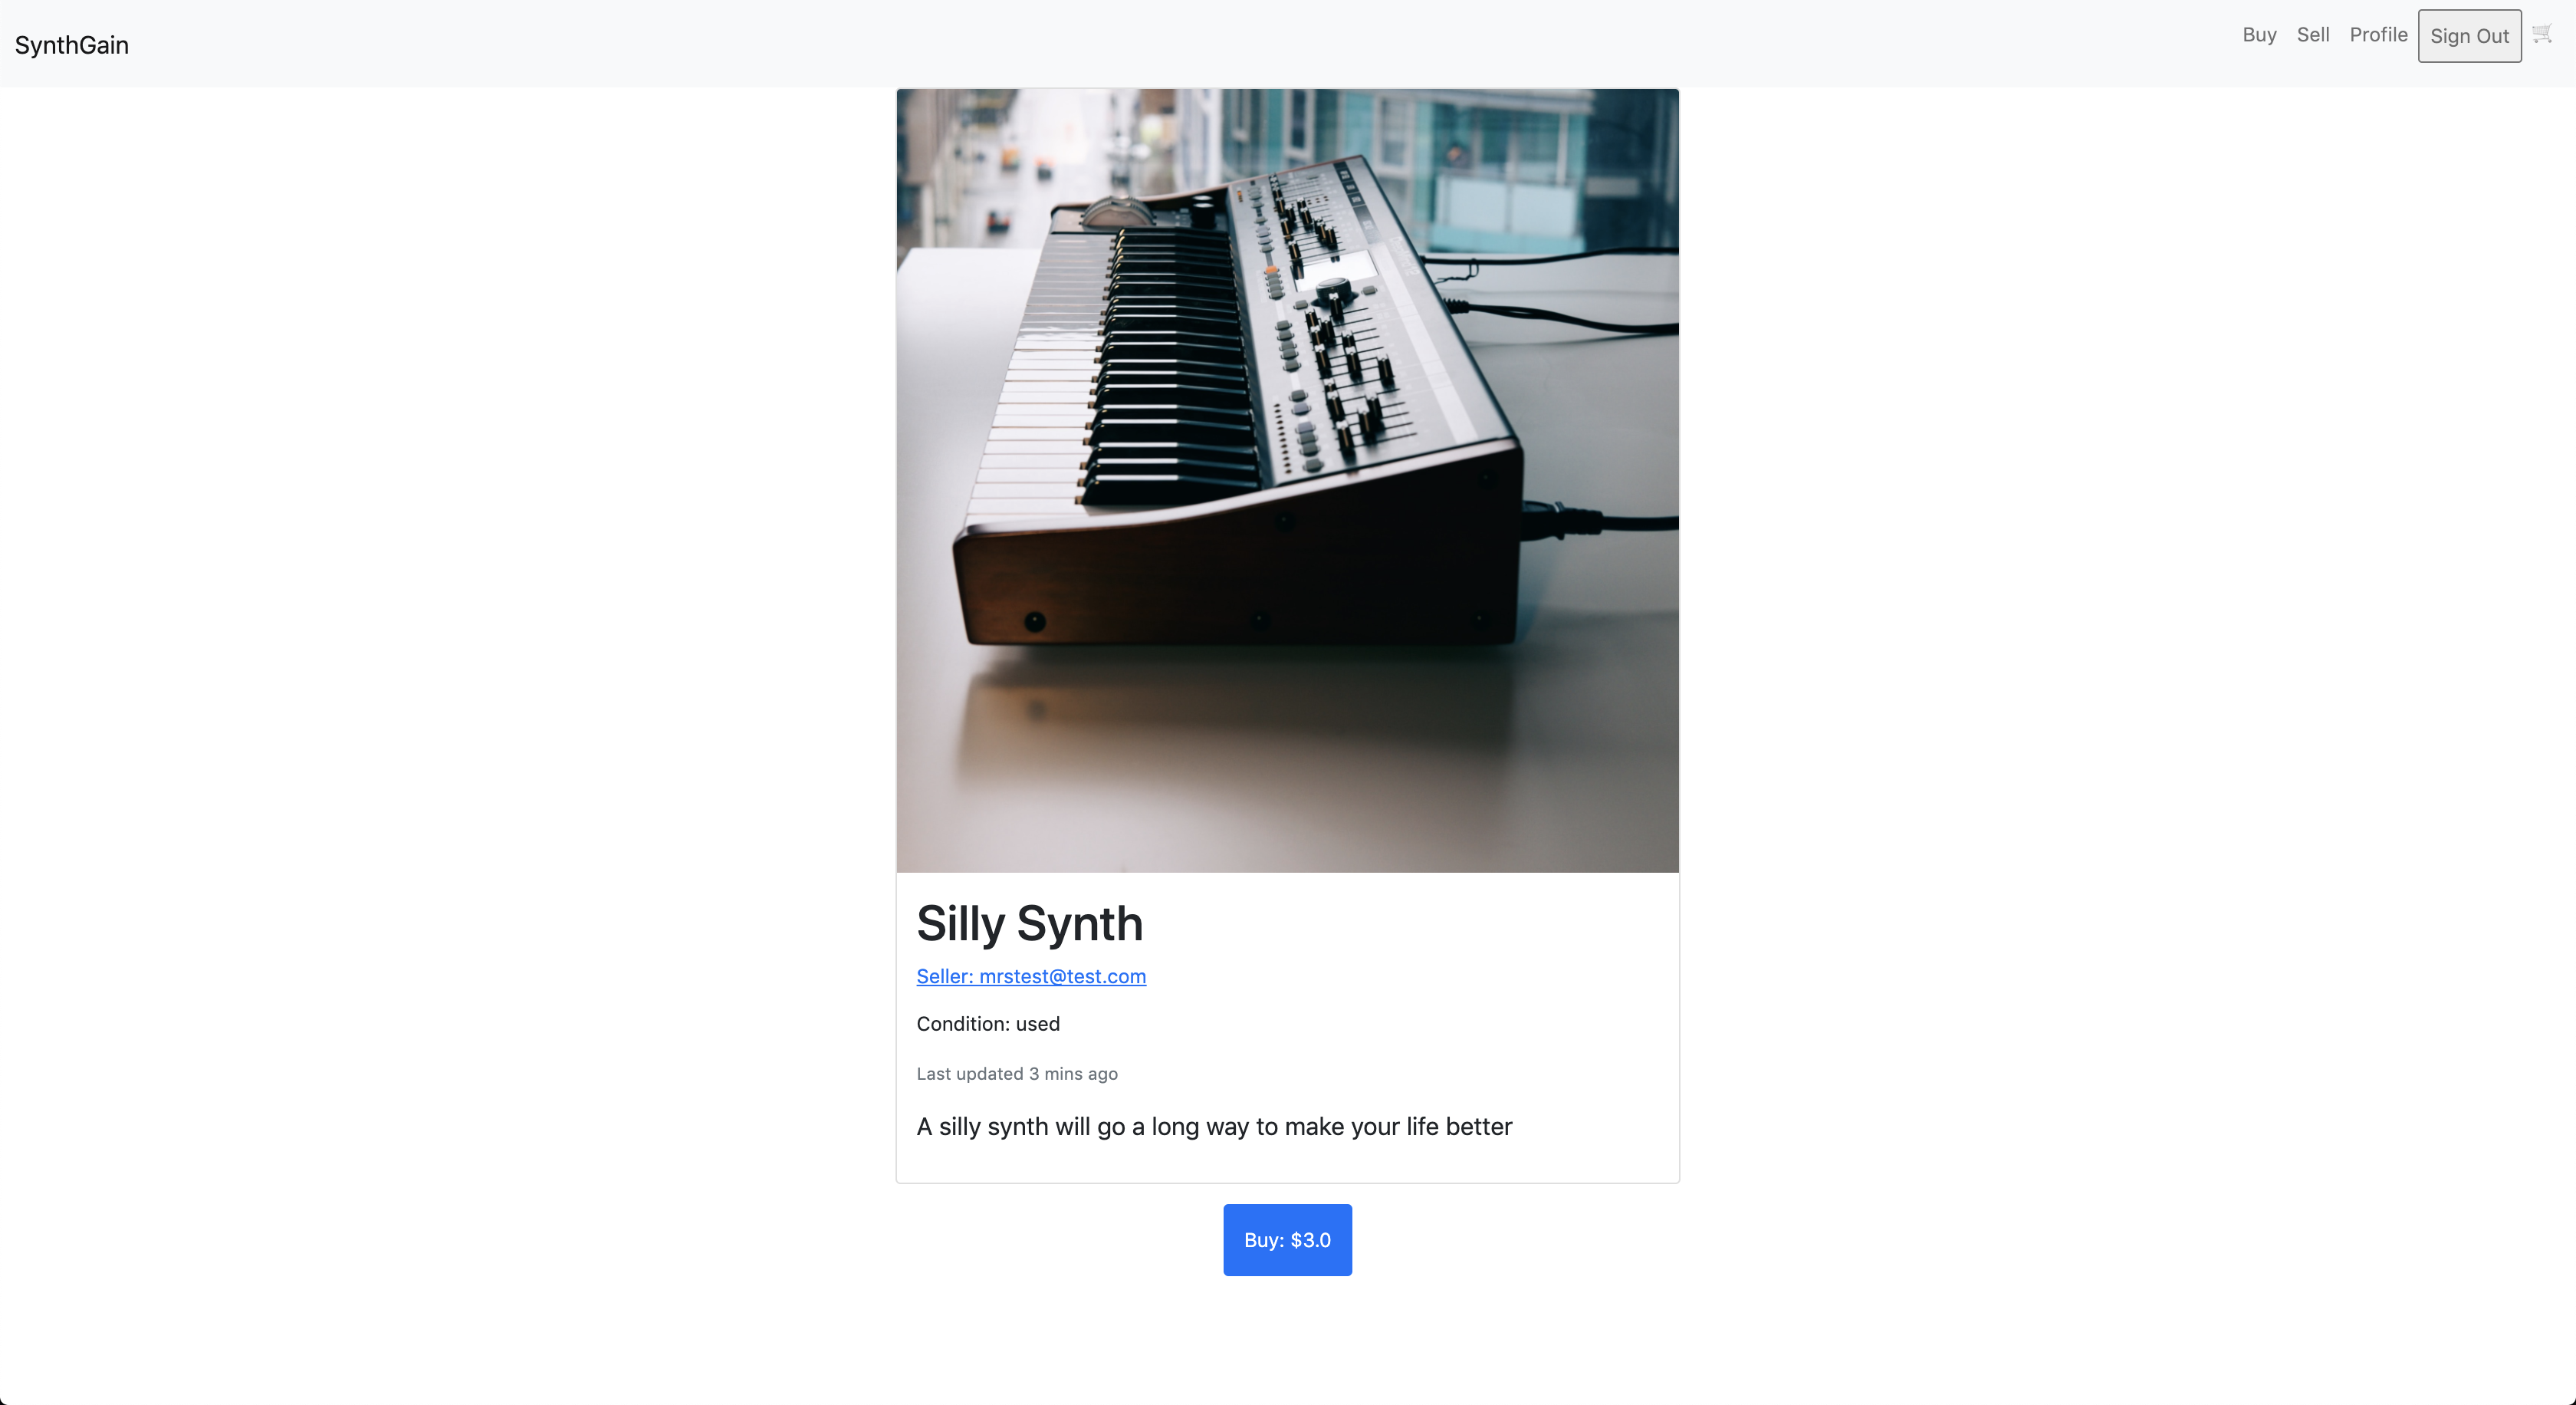 SynthGain
Buy Sell Profile Sign Out
Silly Synth
Seller: mrstest@test.com
Condition: used
Last updated 3 mins ago
A silly synth will go a long way to make your life better
Buy: $3.0